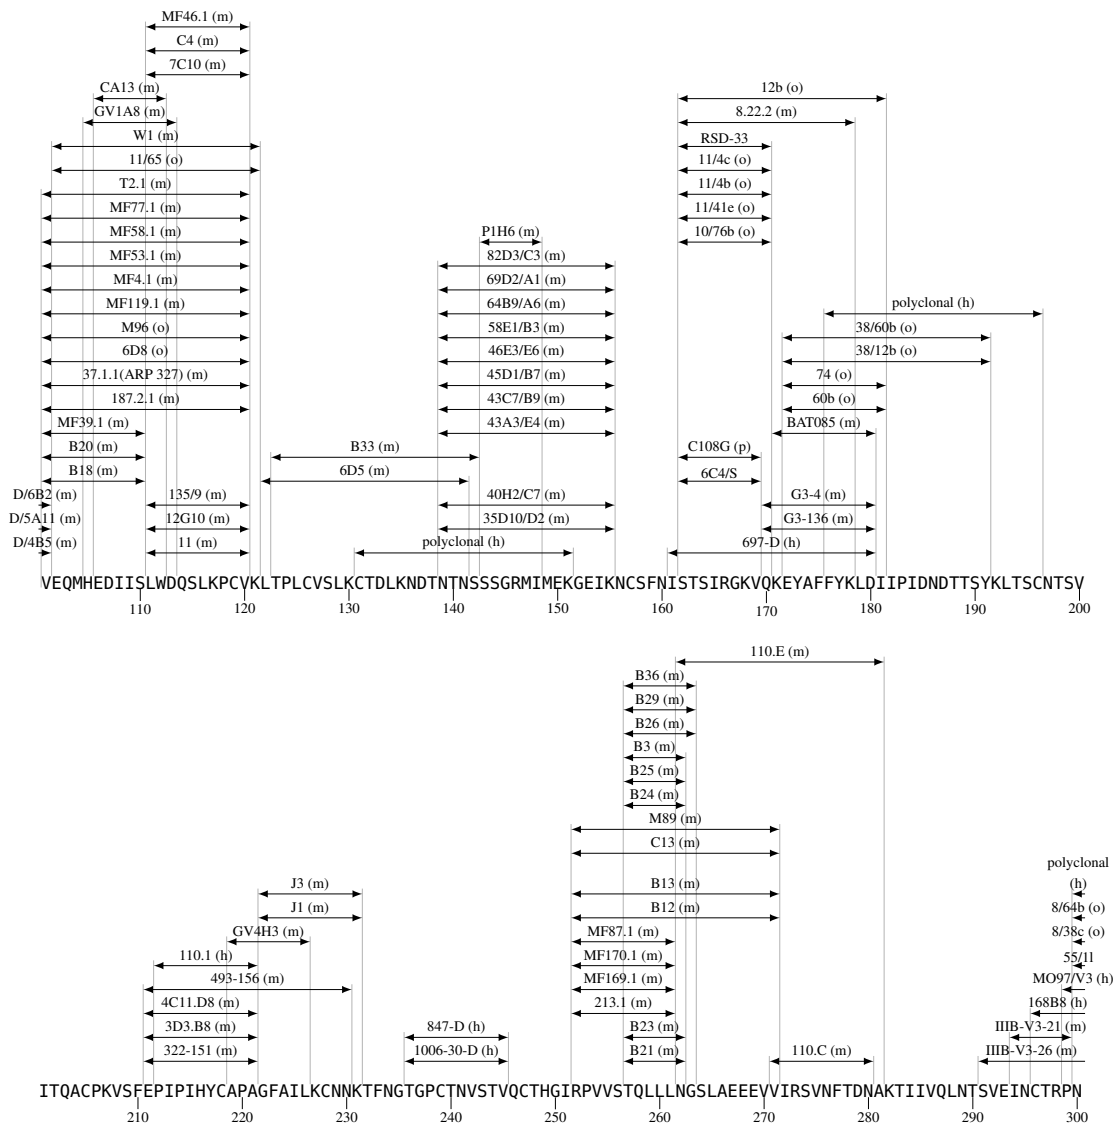 MF46.1 (m)
C4 (m)
7C10 (m)
CA13 (m) 12b (o)
GV1A8 (m) 8.22.2 (m)
W1 (m) RSD-33
11/65 (o) 11/4c (o)
T2.1 (m) 11/4b (o)
MF77.1 (m) 11/41e (o)
MF58.1 (m) P1H6 (m) 10/76b (o)
MF53.1 (m) 82D3/C3 (m)
MF4.1 (m) 69D2/A1 (m)
MF119.1 (m) 64B9/A6 (m) polyclonal (h)
M96 (o) 58E1/B3 (m) 38/60b (o)
6D8 (o) 46E3/E6 (m) 38/12b (o)
37.1.1(ARP 327) (m) 45D1/B7 (m) 74 (o)
187.2.1 (m) 43C7/B9 (m) 60b (o)
MF39.1 (m) 43A3/E4 (m) BAT085 (m)
B20 (m) B33 (m) C108G (p)
B18 (m) 6D5 (m) 6C4/S
D/6B2 (m) 135/9 (m) 40H2/C7 (m) G3-4 (m)
D/5A11 (m) 12G10 (m) 35D10/D2 (m) G3-136 (m)
D/4B5 (m) 11 (m) polyclonal (h) 697-D (h)
VEQMHEDIISLWDQSLKPCVKLTPLCVSLKCTDLKNDTNTNSSSGRMIMEKGEIKNCSFNISTSIRGKVQKEYAFFYKLDIIPIDNDTTSYKLTSCNTSV
110 120 130 140 150 160 170 180 190 200
110.E (m)
B36 (m)
B29 (m)
B26 (m)
B3 (m)
B25 (m)
B24 (m)
M89 (m)
C13 (m)
polyclonal
J3 (m) B13 (m) (h)
J1 (m) B12 (m) 8/64b (o)
GV4H3 (m) MF87.1 (m) 8/38c (o)
110.1 (h) MF170.1 (m) 55/11
493-156 (m) MF169.1 (m) MO97/V3 (h)
4C11.D8 (m) 213.1 (m) 168B8 (h)
3D3.B8 (m) 847-D (h) B23 (m) IIIB-V3-21 (m)
322-151 (m) 1006-30-D (h) B21 (m) 110.C (m) IIIB-V3-26 (m)
ITQACPKVSFEPIPIHYCAPAGFAILKCNNKTFNGTGPCTNVSTVQCTHGIRPVVSTQLLLNGSLAEEEVVIRSVNFTDNAKTIIVQLNTSVEINCTRPN
210 220 230 240 250 260 270 280 290 300